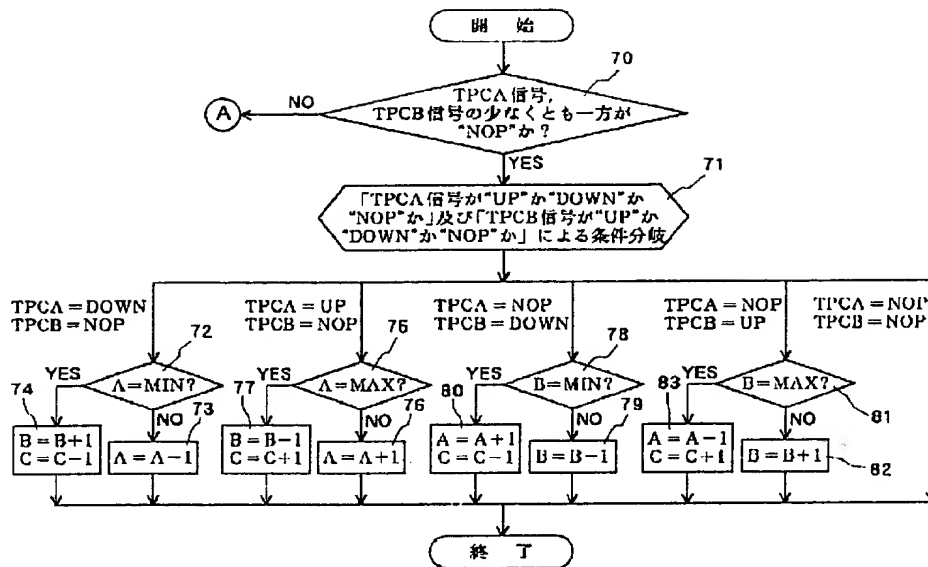 開 始
70
TPCA信号,
TPCB信号の少なくとも一方が
“NOP”か?
NO
A
YES
71
「TPCA信号が“UP”か“DOWN”か
“NOP”か」及び「TPCB信号が“UP”か
“DOWN”か“NOP”か」による条件分岐
TPCA=DOWN
TPCB=NOP
TPCA=UP
TPCB=NOP
TPCA=NOP
TPCB=DOWN
TPCA=NOP
TPCB=UP
TPCA=NOP
TPCB=NOP
72
A=MIN?
YES
NO
74
B=B+1
C=C-1
73
A=A-1
76
A=MAX?
YES
NO
77
B=B-1
C=C+1
76
A=A+1
78
B=MIN?
YES
NO
80
A=A+1
C=C-1
79
B=B-1
81
B=MAX?
YES
NO
83
A=A-1
C=C+1
82
B=B+1
終 了